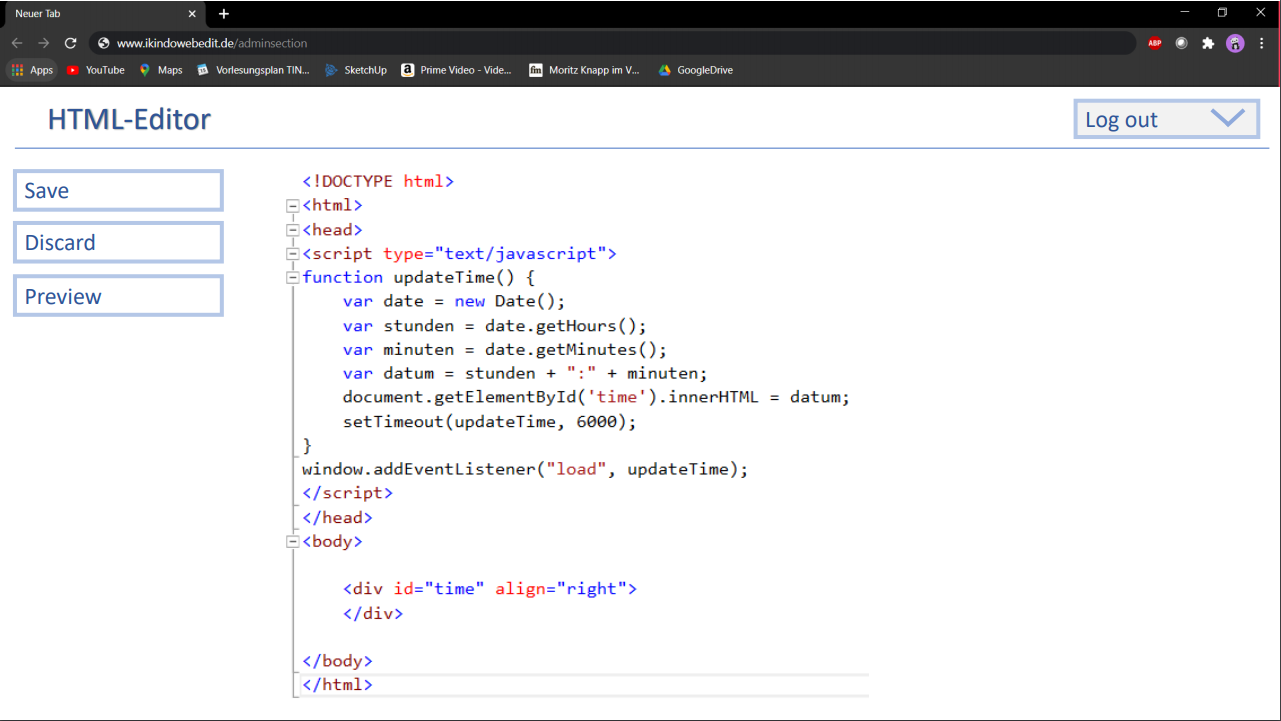 Neuer Tab
www.ikindowebedit.de/adminsection
ABP
Apps YouTube Maps Vorlesungsplan TIN... SketchUp a Prime Video - Vide... fm Moritz Knapp im V... GoogleDrive
HTML-Editor
Log out
Save
Discard
Preview
<!DOCTYPE html>
<html>
<head>
<script type="text/javascript">
function updateTime() {
    var date = new Date();
    var stunden = date.getHours();
    var minuten = date.getMinutes();
    var datum = stunden + ":" + minuten;
    document.getElementById('time').innerHTML = datum;
    setTimeout(updateTime, 6000);
}
window.addEventListener("load", updateTime);
</script>
</head>
<body>
    <div id="time" align="right">
    </div>
</body>
</html>